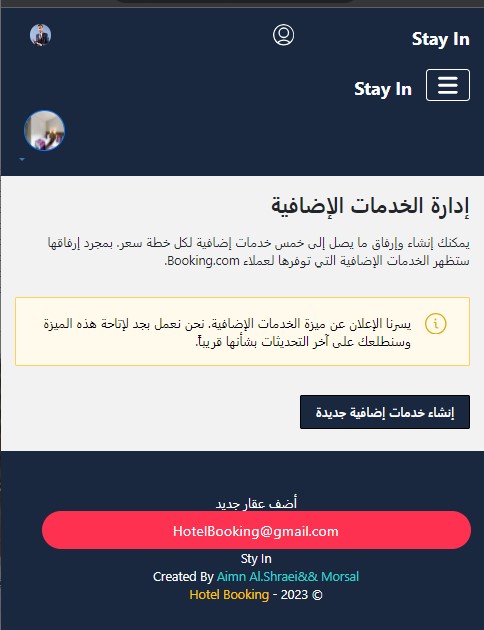 Stay In
Stay In
إدارة الخدمات الإضافية
يمكنك إنشاء وإرفاق ما يصل إلى خمس خدمات إضافية لكل خطة سعر. بمجرد إرفاقها
ستظهر الخدمات الإضافية التي توفرها لعملاء Booking.com.
يسرنا الإعلان عن ميزة الخدمات الإضافية. نحن نعمل بجد لإتاحة هذه الميزة
وسنطلعك على آخر التحديثات بشأنها قريباً.
إنشاء خدمات إضافية جديدة
أضف عقار جديد
HotelBooking@gmail.com
Sty In
Created By Aimn Al.Shraei&& Morsal
Hotel Booking - 2023 ©